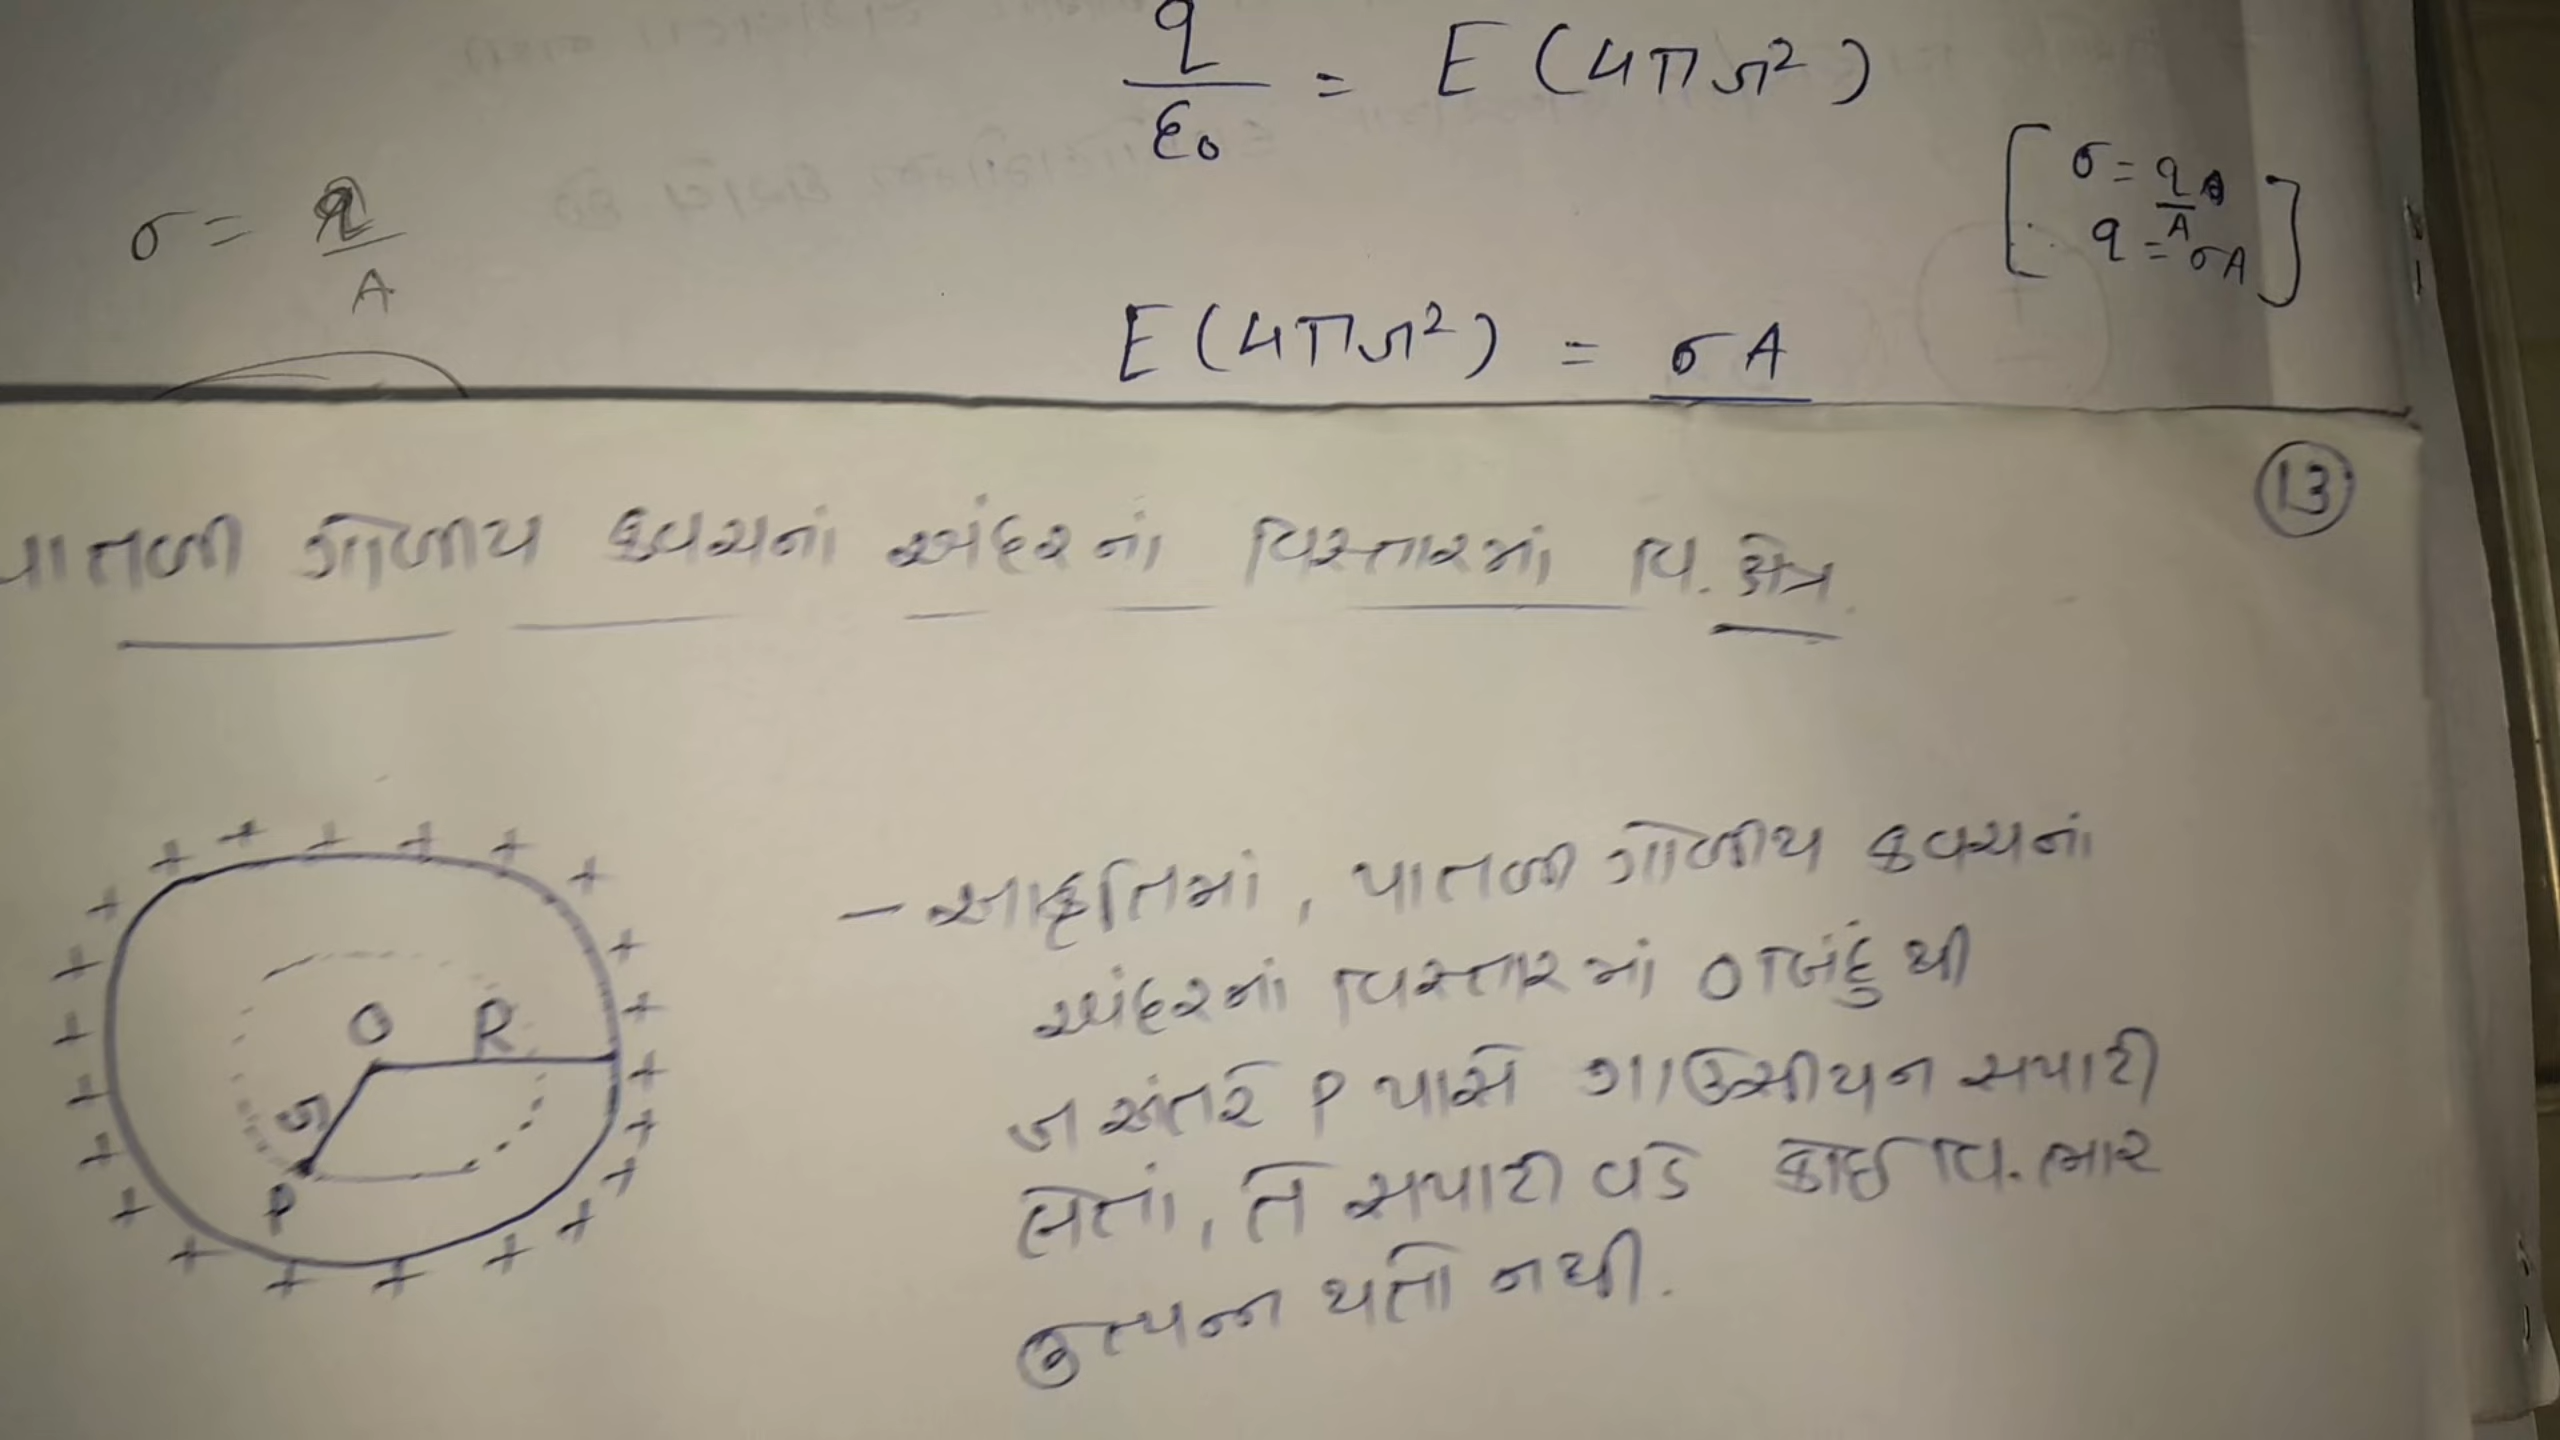 q/ε₀ = E (4πr²)
σ = q/A
[σ = q/A
∴ q = σA]
E(4πr²) = σA
13
પાતળી ગોળીય કવચનાં અંદરનાં વિસ્તારમાં વિ. ક્ષેત્ર.
O R
r
P
– આકૃતિમાં, પાતળી ગોળીય કવચનાં
અંદરનાં વિસ્તારમાં O બિંદુ થી
r અંતરે P પાસે ગાઉસીયન સપાટી
લેતાં, તે સપાટી વડે કોઈ વિ. ભાર
ઉત્પન્ન થતો નથી.